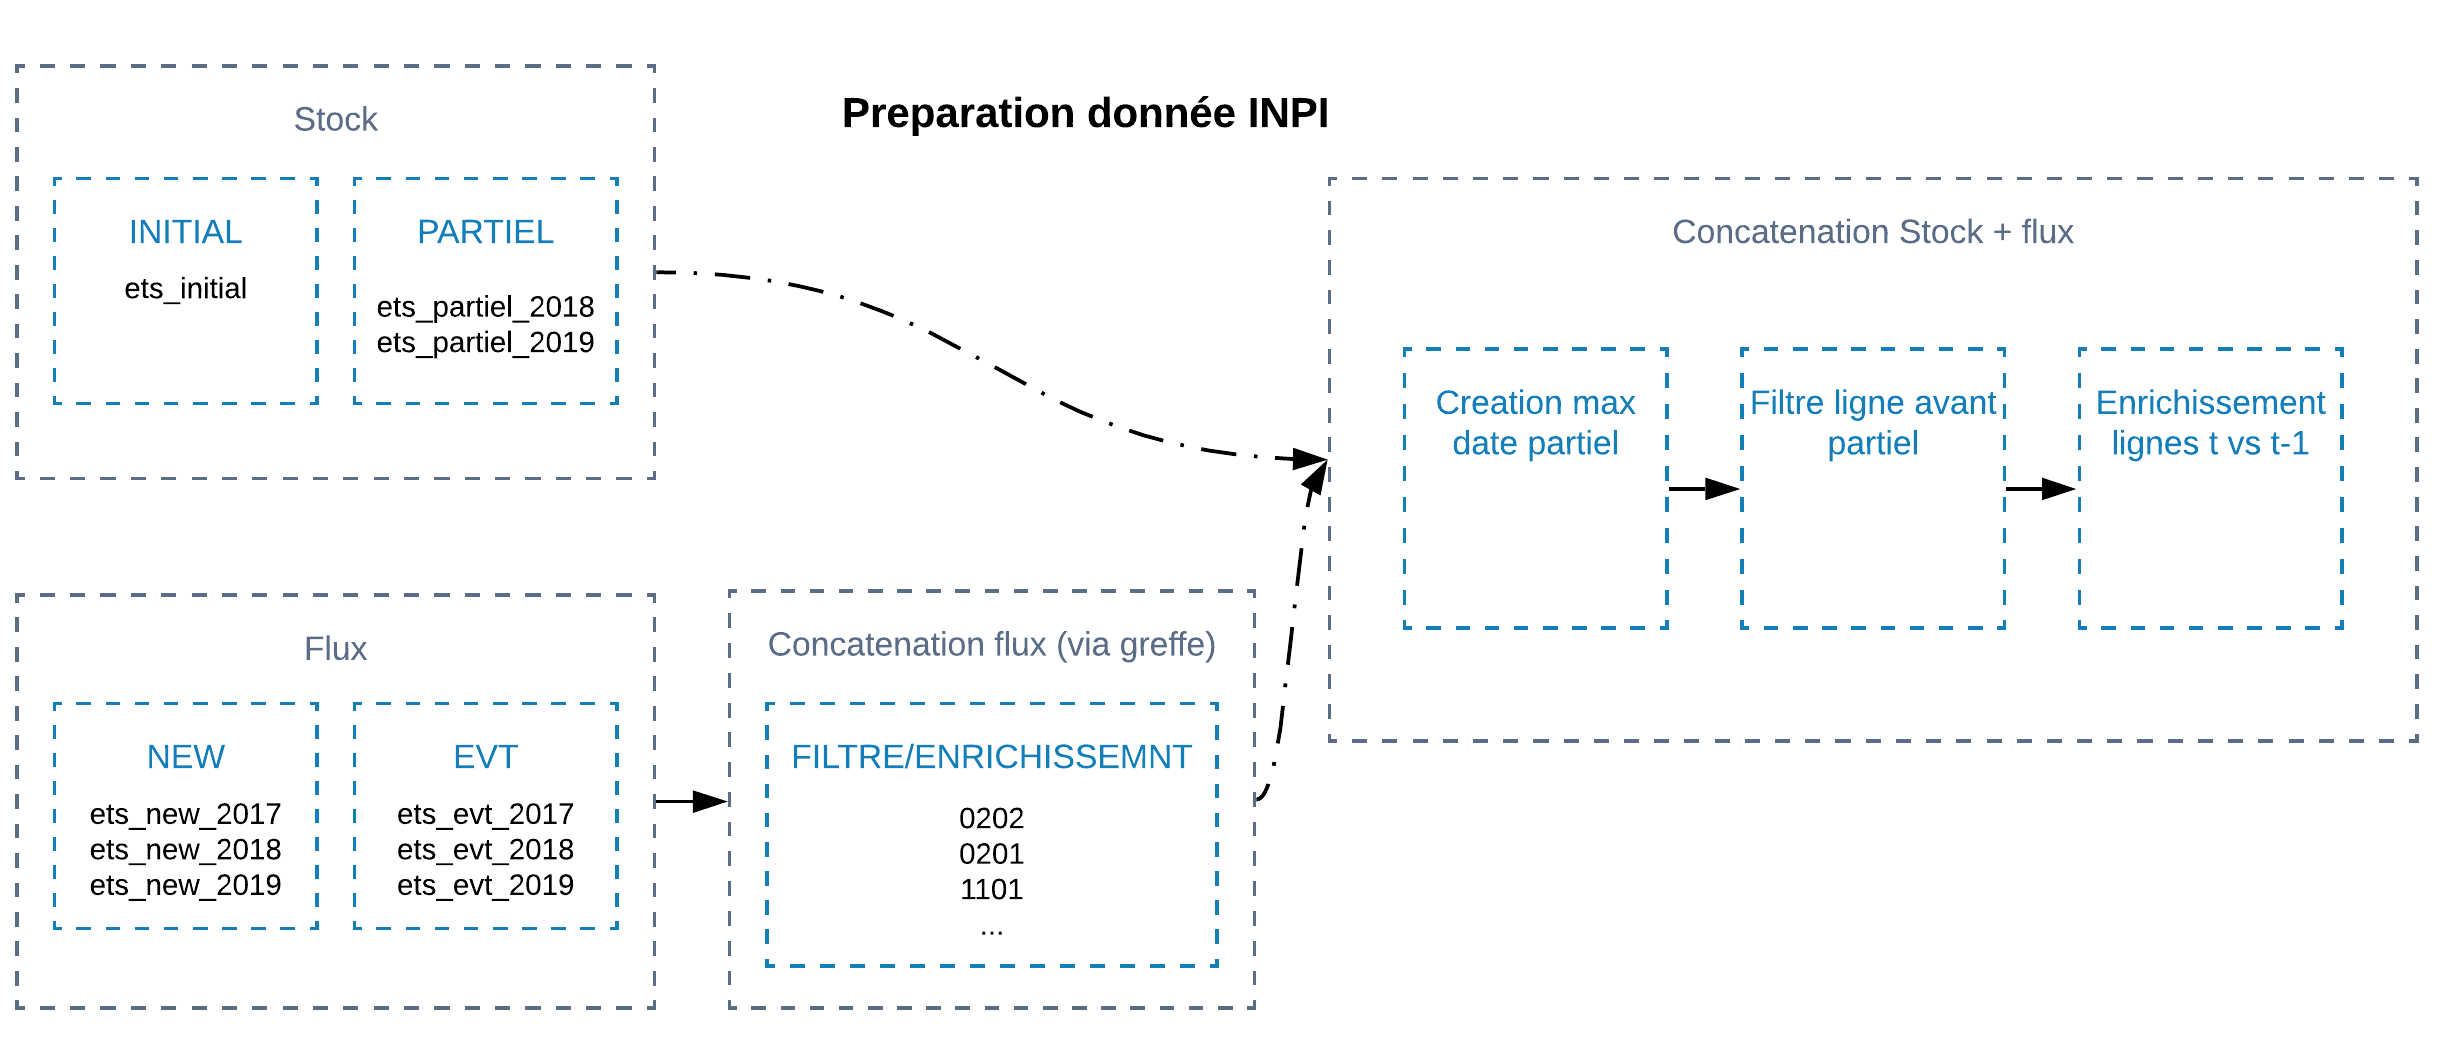 Preparation donnée INPI
Stock
INITIAL
ets_initial
PARTIEL
ets_partiel_2018
ets_partiel_2019
Flux
NEW
ets_new_2017
ets_new_2018
ets_new_2019
EVT
ets_evt_2017
ets_evt_2018
ets_evt_2019
Concatenation flux (via greffe)
FILTRE/ENRICHISSEMNT
0202
0201
1101
...
Concatenation Stock + flux
Creation max
date partiel
Filtre ligne avant
partiel
Enrichissement
lignes t vs t-1